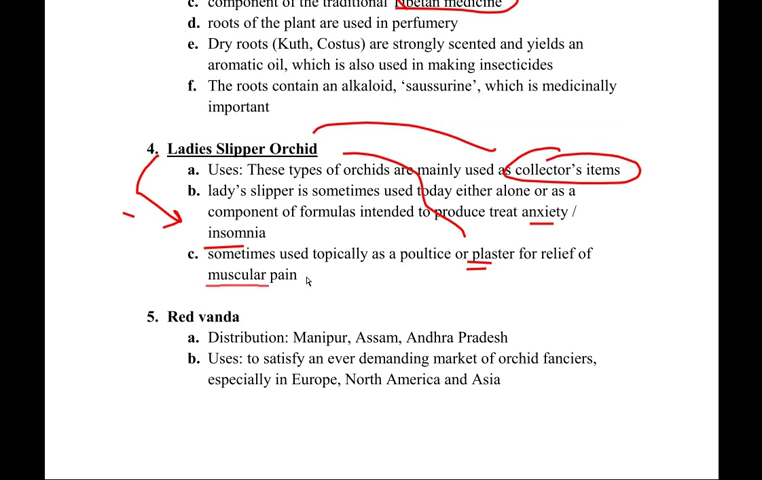 c. component of the traditional Tibetan medicine
d. roots of the plant are used in perfumery
e. Dry roots (Kuth, Costus) are strongly scented and yields an
aromatic oil, which is also used in making insecticides
f. The roots contain an alkaloid, ‘saussurine’, which is medicinally
important
4. Ladies Slipper Orchid
a. Uses: These types of orchids are mainly used as collector’s items
b. lady’s slipper is sometimes used today either alone or as a
component of formulas intended to produce treat anxiety /
insomnia
c. sometimes used topically as a poultice or plaster for relief of
muscular pain
5. Red vanda
a. Distribution: Manipur, Assam, Andhra Pradesh
b. Uses: to satisfy an ever demanding market of orchid fanciers,
especially in Europe, North America and Asia